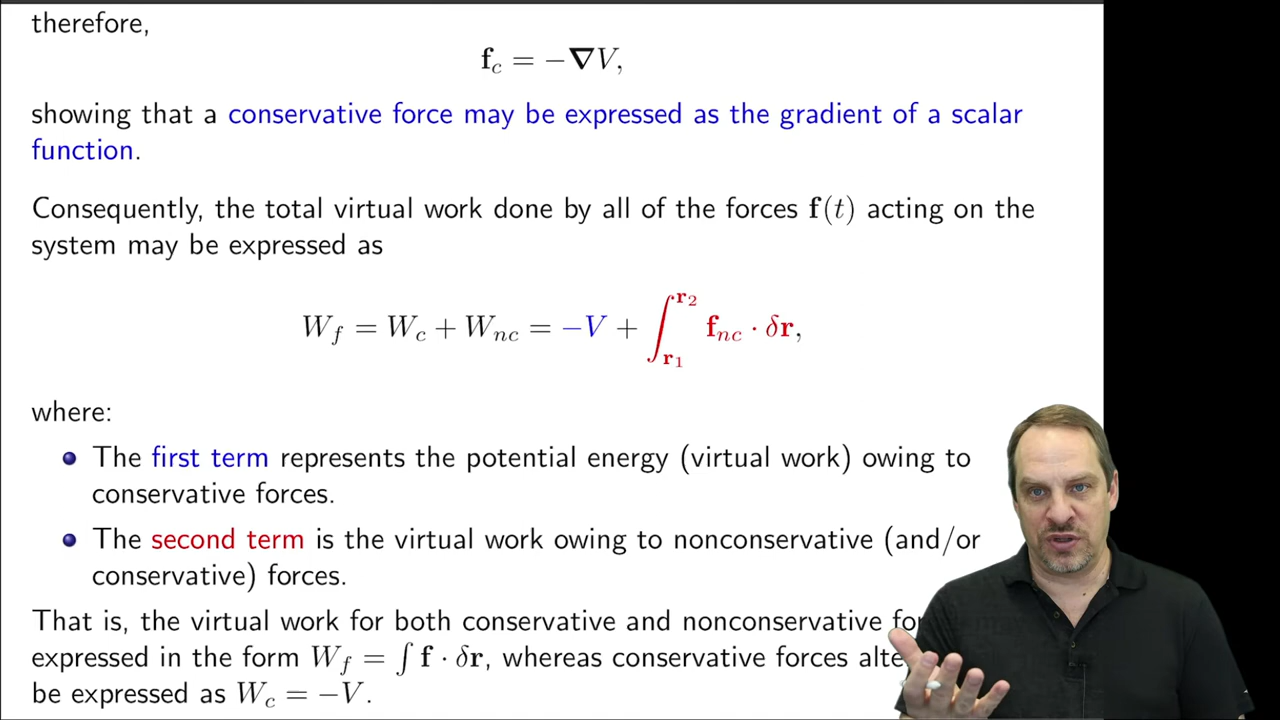 therefore,
f_c = −∇V,
showing that a conservative force may be expressed as the gradient of a scalar
function.
Consequently, the total virtual work done by all of the forces f(t) acting on the
system may be expressed as
W_f = W_c + W_nc = −V + ∫_{r_1}^{r_2} f_nc · δr,
where:
The first term represents the potential energy (virtual work) owing to
conservative forces.
The second term is the virtual work owing to nonconservative (and/or
conservative) forces.
That is, the virtual work for both conservative and nonconservative
expressed in the form W_f = ∫ f · δr, whereas conservative forces
be expressed as W_c = −V.